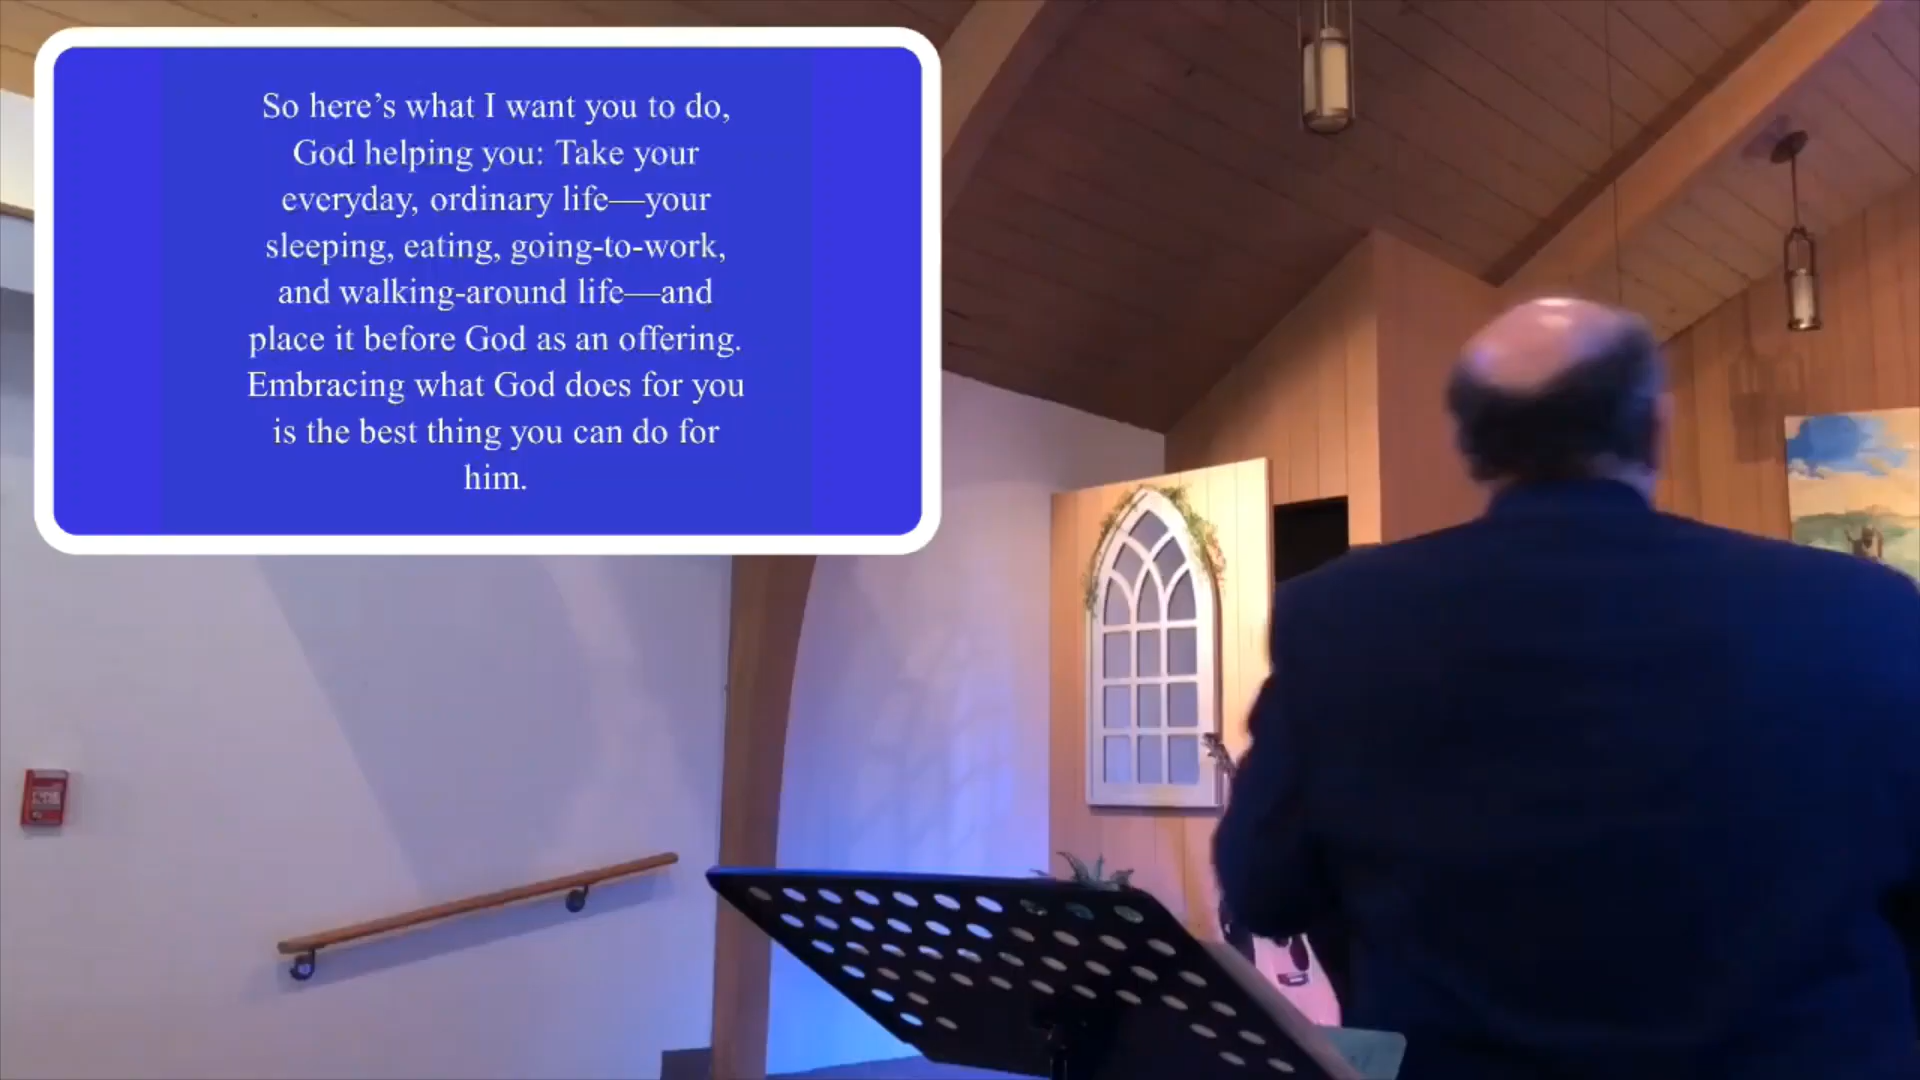 So here’s what I want you to do,
God helping you: Take your
everyday, ordinary life—your
sleeping, eating, going-to-work,
and walking-around life—and
place it before God as an offering.
Embracing what God does for you
is the best thing you can do for
him.